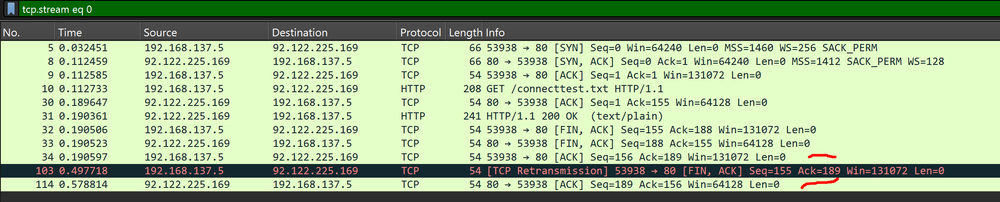 tcp.stream eq 0
No. Time Source Destination Protocol Length Info
5 0.032451 192.168.137.5 92.122.225.169 TCP 66 53938 → 80 [SYN] Seq=0 Win=64240 Len=0 MSS=1460 WS=256 SACK_PERM
8 0.112459 92.122.225.169 192.168.137.5 TCP 66 80 → 53938 [SYN, ACK] Seq=0 Ack=1 Win=64240 Len=0 MSS=1412 SACK_PERM WS=128
9 0.112585 192.168.137.5 92.122.225.169 TCP 54 53938 → 80 [ACK] Seq=1 Ack=1 Win=131072 Len=0
10 0.112733 192.168.137.5 92.122.225.169 HTTP 208 GET /connecttest.txt HTTP/1.1
30 0.189647 92.122.225.169 192.168.137.5 TCP 54 80 → 53938 [ACK] Seq=1 Ack=155 Win=64128 Len=0
31 0.190361 92.122.225.169 192.168.137.5 HTTP 241 HTTP/1.1 200 OK (text/plain)
32 0.190506 192.168.137.5 92.122.225.169 TCP 54 53938 → 80 [FIN, ACK] Seq=155 Ack=188 Win=131072 Len=0
33 0.190523 92.122.225.169 192.168.137.5 TCP 54 80 → 53938 [FIN, ACK] Seq=188 Ack=155 Win=64128 Len=0
34 0.190597 192.168.137.5 92.122.225.169 TCP 54 53938 → 80 [ACK] Seq=156 Ack=189 Win=131072 Len=0
103 0.497718 192.168.137.5 92.122.225.169 TCP 54 [TCP Retransmission] 53938 → 80 [FIN, ACK] Seq=155 Ack=189 Win=131072 Len=0
114 0.578814 92.122.225.169 192.168.137.5 TCP 54 80 → 53938 [ACK] Seq=189 Ack=156 Win=64128 Len=0